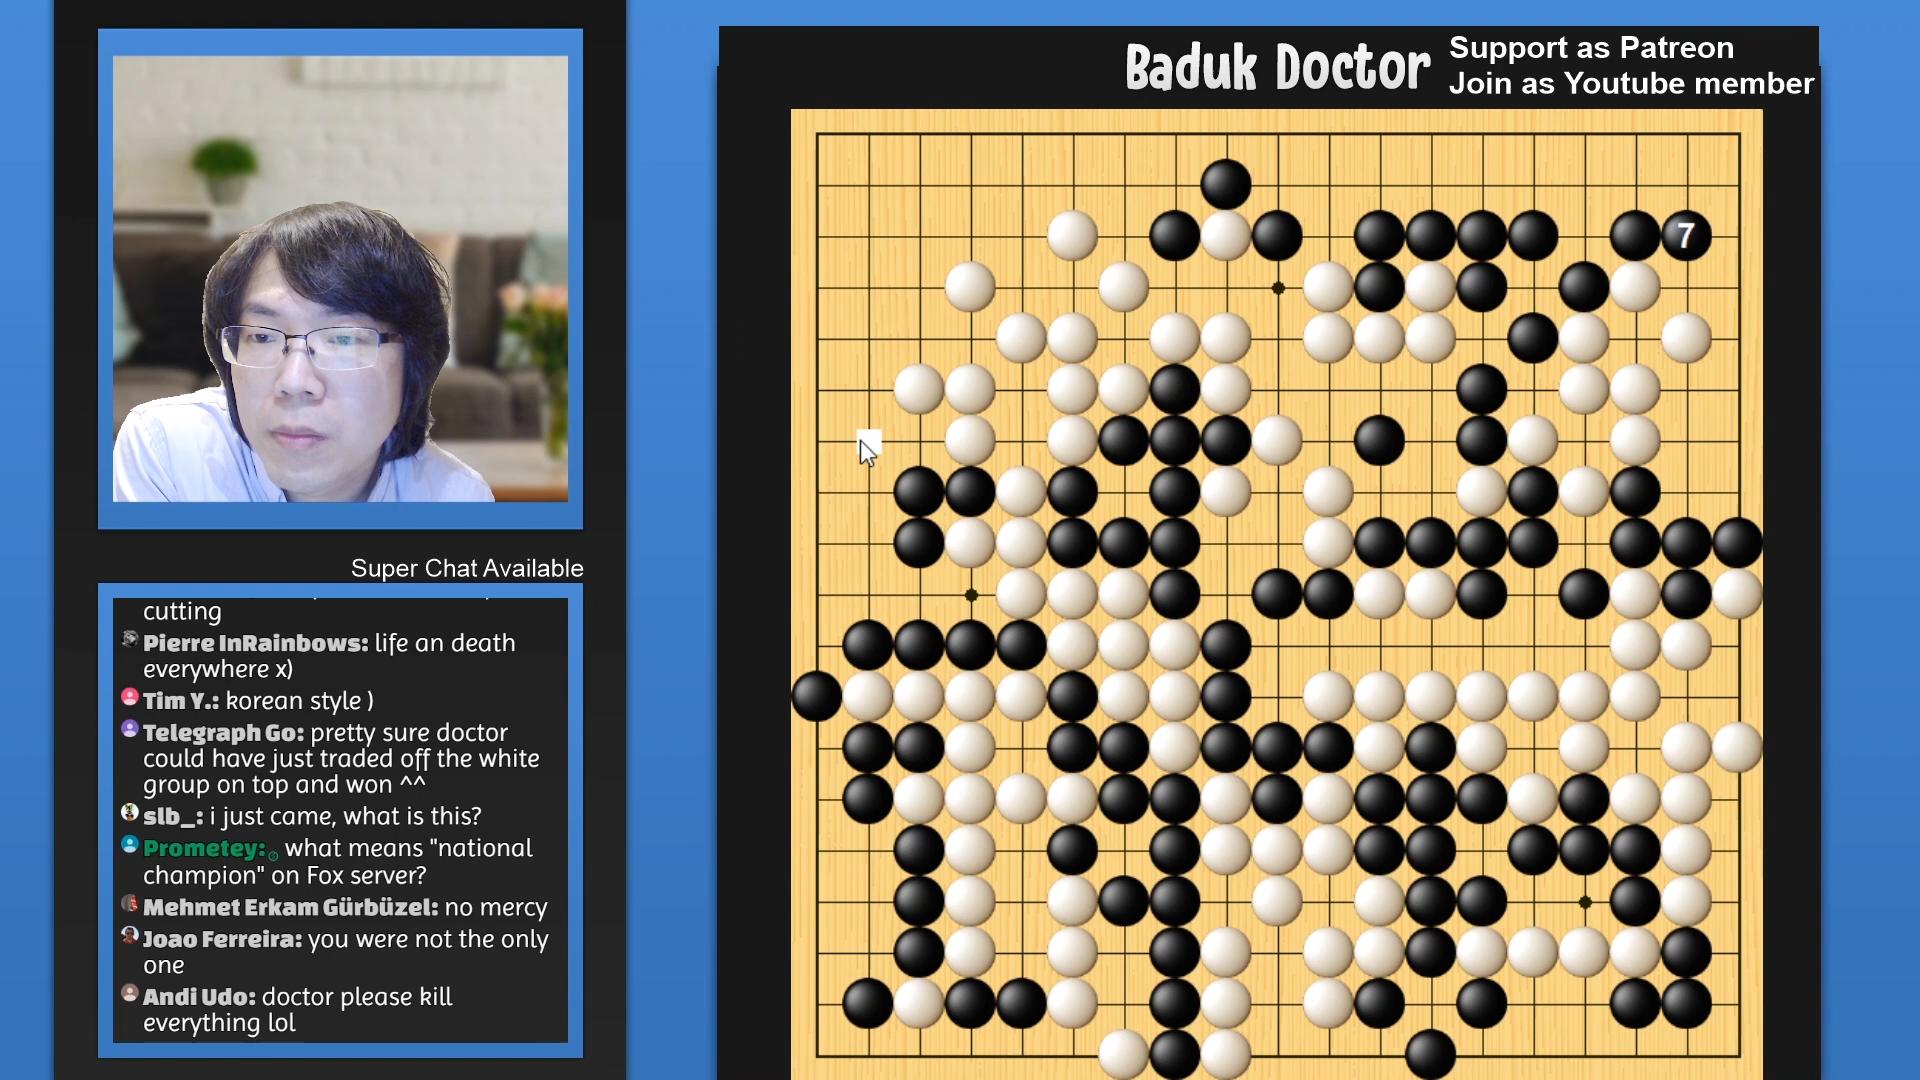 Baduk Doctor
Support as Patreon
Join as Youtube member
7
Super Chat Available
cutting
Pierre InRainbows: life an death
everywhere x)
Tim Y.: korean style )
Telegraph Go: pretty sure doctor
could have just traded off the white
group on top and won ^^
slb_: i just came, what is this?
Prometey: what means "national
champion" on Fox server?
Mehmet Erkam Gürbüzel: no mercy
Joao Ferreira: you were not the only
one
Andi Udo: doctor please kill
everything lol